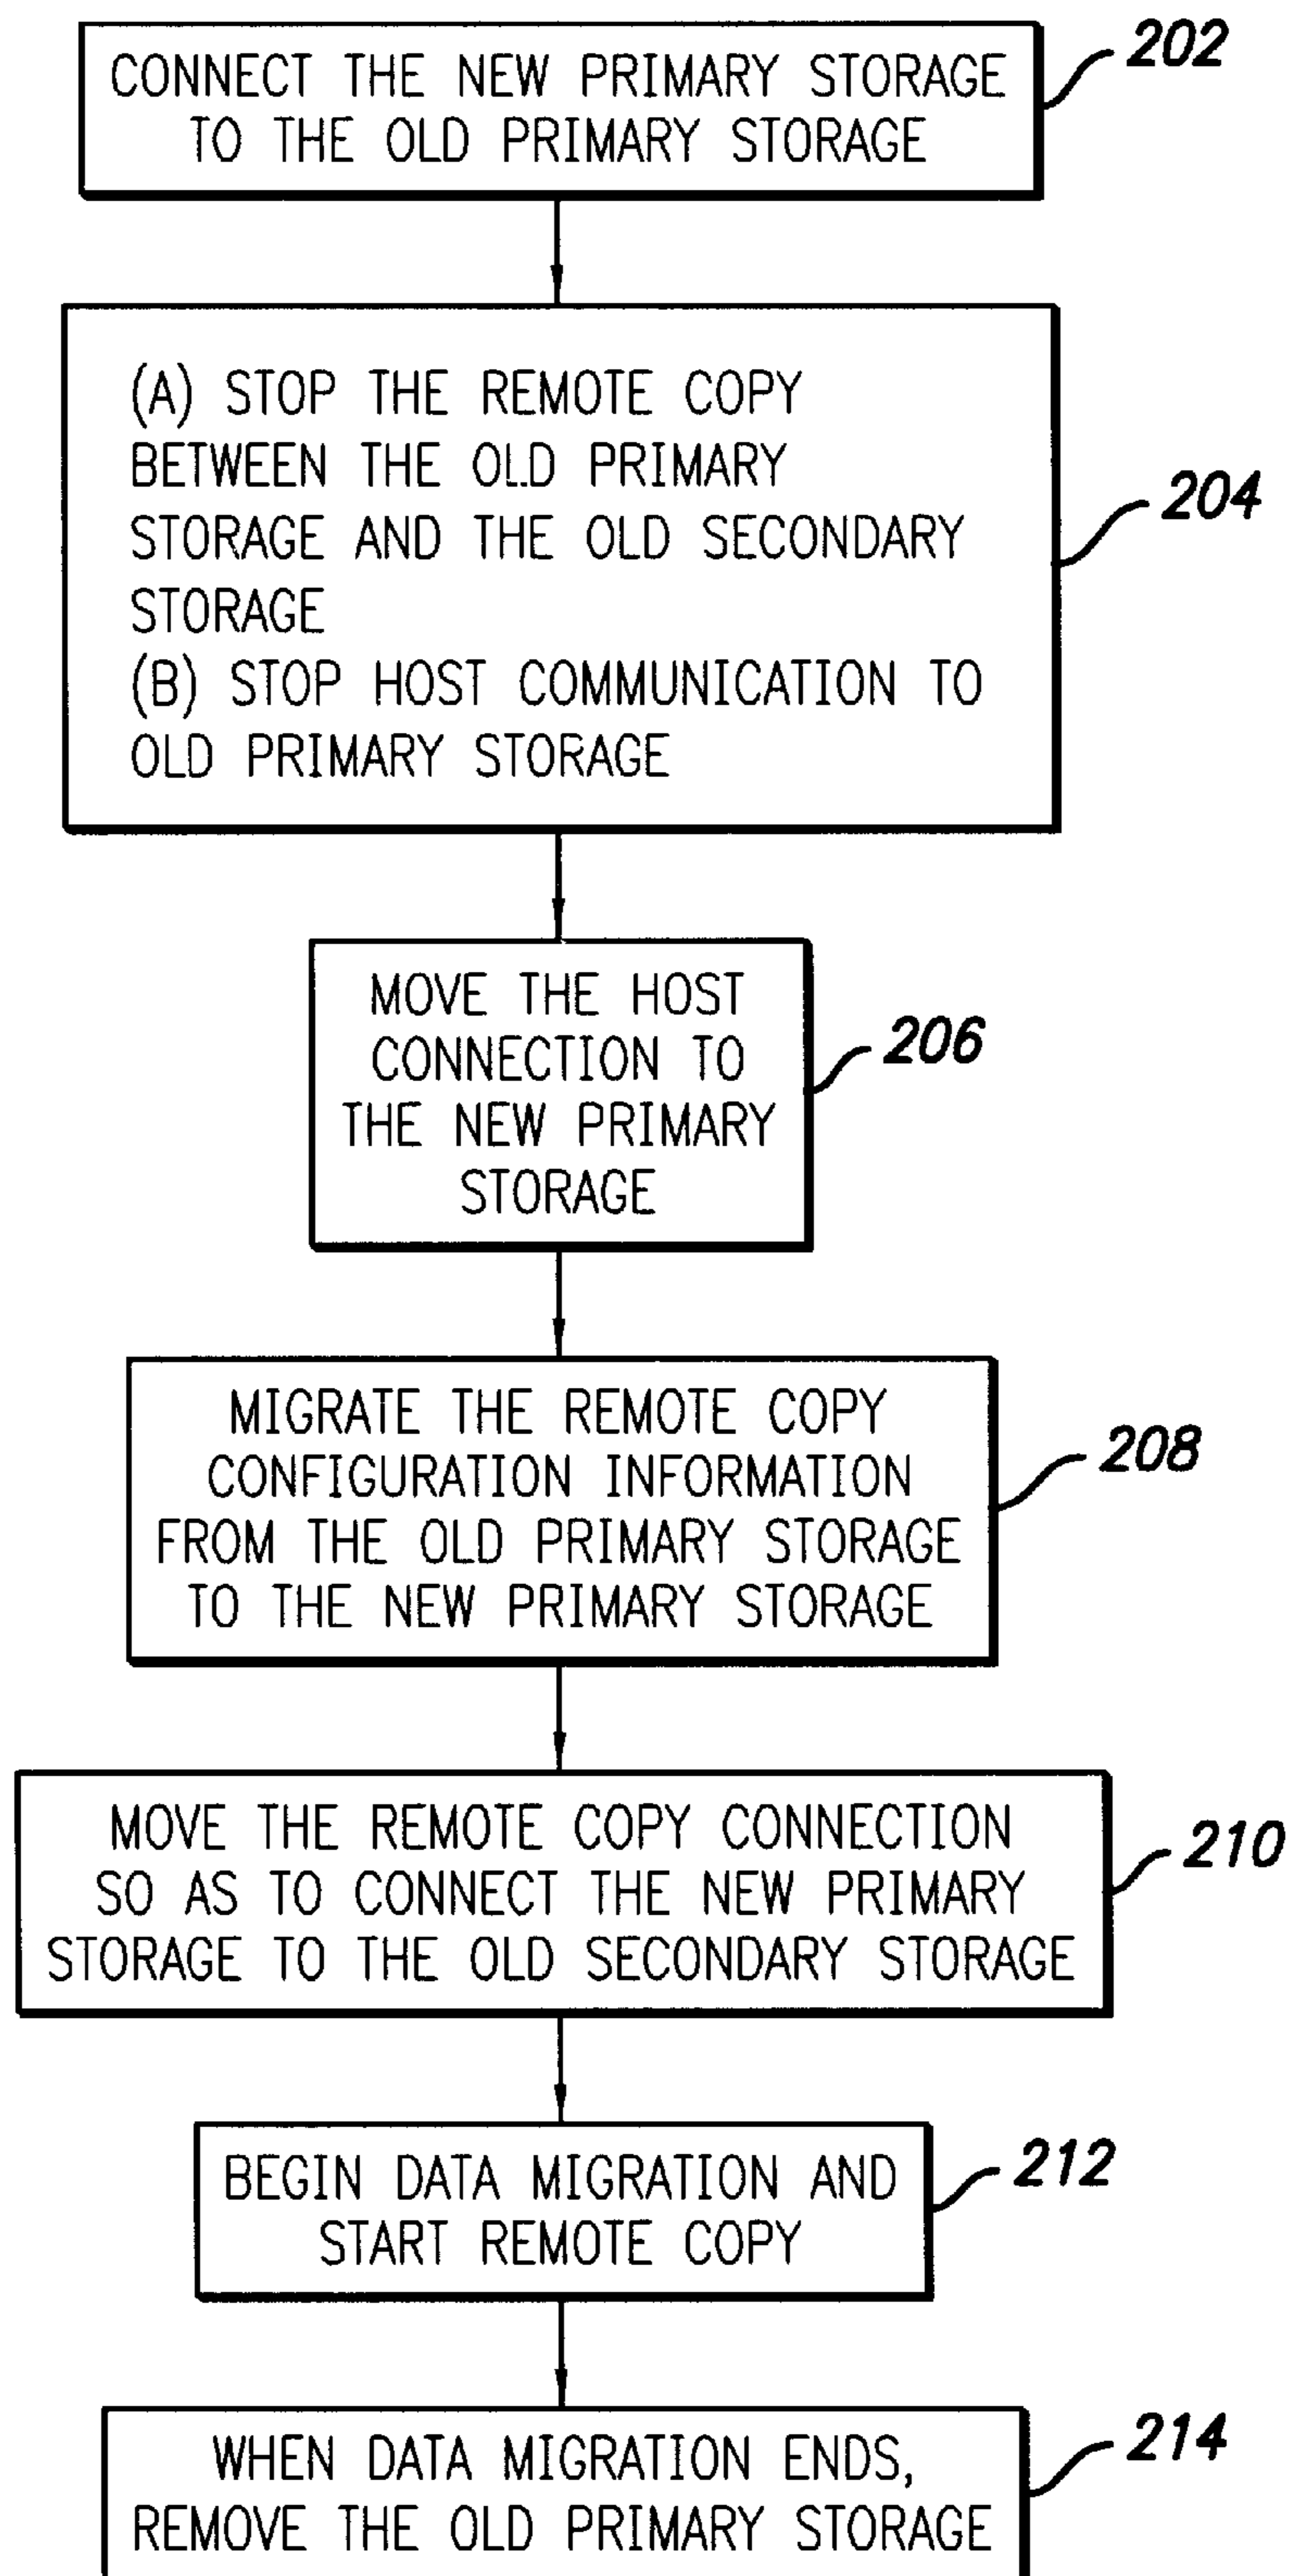 CONNECT THE NEW PRIMARY STORAGE
TO THE OLD PRIMARY STORAGE
202
(A) STOP THE REMOTE COPY
BETWEEN THE OLD PRIMARY
STORAGE AND THE OLD SECONDARY
STORAGE
(B) STOP HOST COMMUNICATION TO
OLD PRIMARY STORAGE
204
MOVE THE HOST
CONNECTION TO
THE NEW PRIMARY
STORAGE
206
MIGRATE THE REMOTE COPY
CONFIGURATION INFORMATION
FROM THE OLD PRIMARY STORAGE
TO THE NEW PRIMARY STORAGE
208
MOVE THE REMOTE COPY CONNECTION
SO AS TO CONNECT THE NEW PRIMARY
STORAGE TO THE OLD SECONDARY STORAGE
210
BEGIN DATA MIGRATION AND
START REMOTE COPY
212
WHEN DATA MIGRATION ENDS,
REMOVE THE OLD PRIMARY STORAGE
214